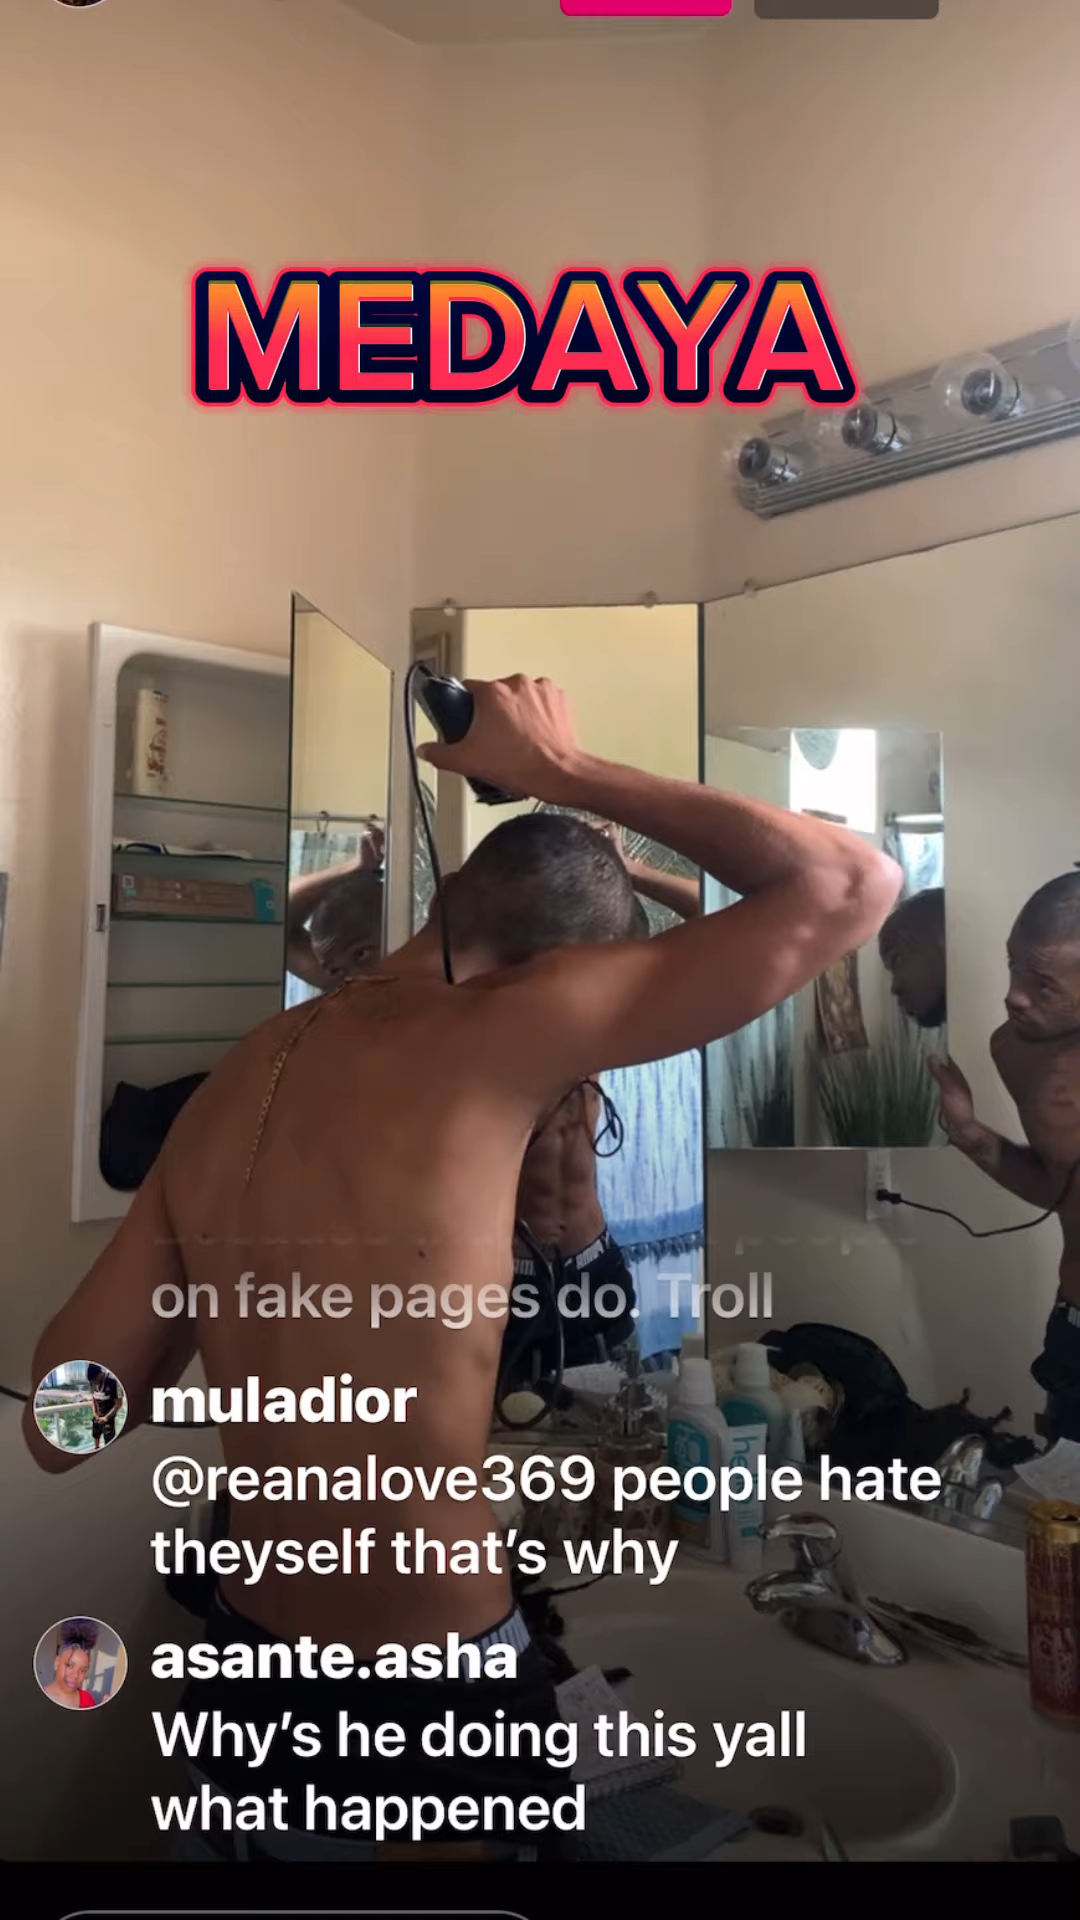 MEDAYA
on fake pages do. Troll
muladior
@reanalove369 people hate
theyself that’s why
asante.asha
Why’s he doing this yall
what happened